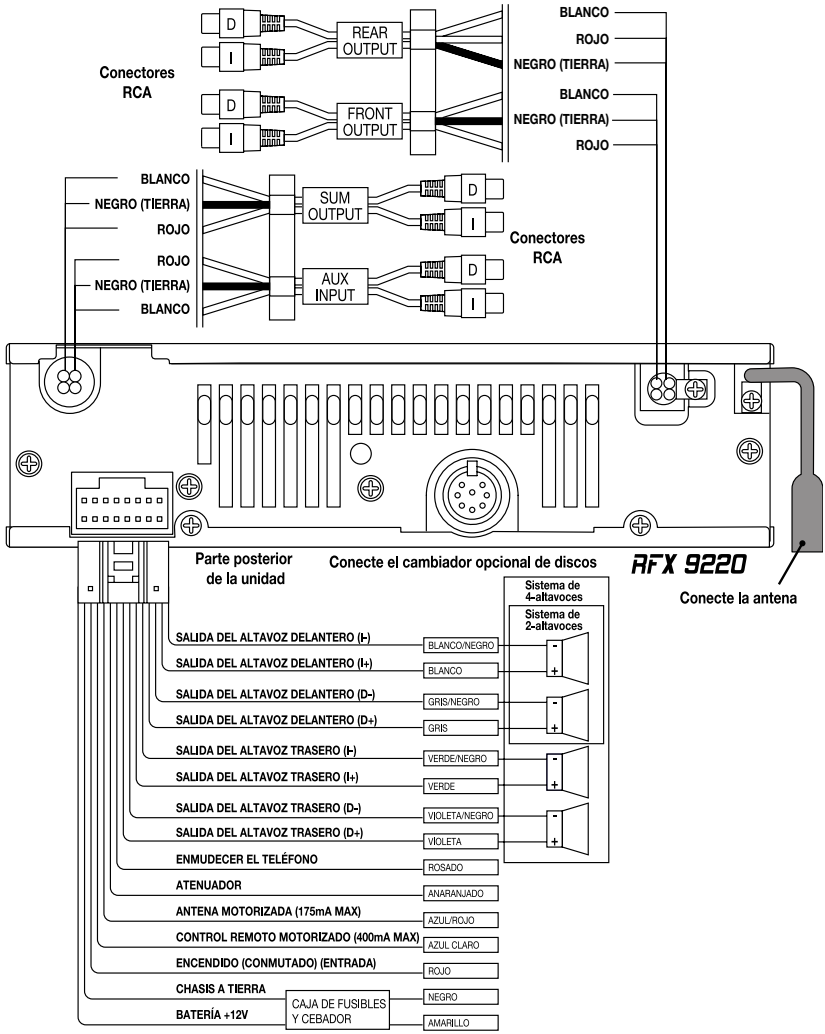 D
I
REAR
OUTPUT
BLANCO
ROJO
NEGRO (TIERRA)
Conectores
RCA
D
I
FRONT
OUTPUT
BLANCO
NEGRO (TIERRA)
ROJO
BLANCO
NEGRO (TIERRA)
ROJO
SUM
OUTPUT
D
I
Conectores
RCA
ROJO
NEGRO (TIERRA)
BLANCO
AUX
INPUT
D
I
Parte posterior
de la unidad
Conecte el cambiador opcional de discos
RFX 9220
Conecte la antena
Sistema de
4-altavoces
Sistema de
2-altavoces
SALIDA DEL ALTAVOZ DELANTERO (I-)
BLANCO/NEGRO
-
SALIDA DEL ALTAVOZ DELANTERO (I+)
BLANCO
+
SALIDA DEL ALTAVOZ DELANTERO (D-)
GRIS/NEGRO
-
SALIDA DEL ALTAVOZ DELANTERO (D+)
GRIS
+
SALIDA DEL ALTAVOZ TRASERO (I-)
VERDE/NEGRO
-
SALIDA DEL ALTAVOZ TRASERO (I+)
VERDE
+
SALIDA DEL ALTAVOZ TRASERO (D-)
VIOLETA/NEGRO
-
SALIDA DEL ALTAVOZ TRASERO (D+)
VIOLETA
+
ENMUDECER EL TELÉFONO
ROSADO
ATENUADOR
ANARANJADO
ANTENA MOTORIZADA (175mA MAX)
AZUL/ROJO
CONTROL REMOTO MOTORIZADO (400mA MAX)
AZUL CLARO
ENCENDIDO (CONMUTADO) (ENTRADA)
ROJO
CHASIS A TIERRA
CAJA DE FUSIBLES
Y CEBADOR
NEGRO
BATERÍA +12V
AMARILLO